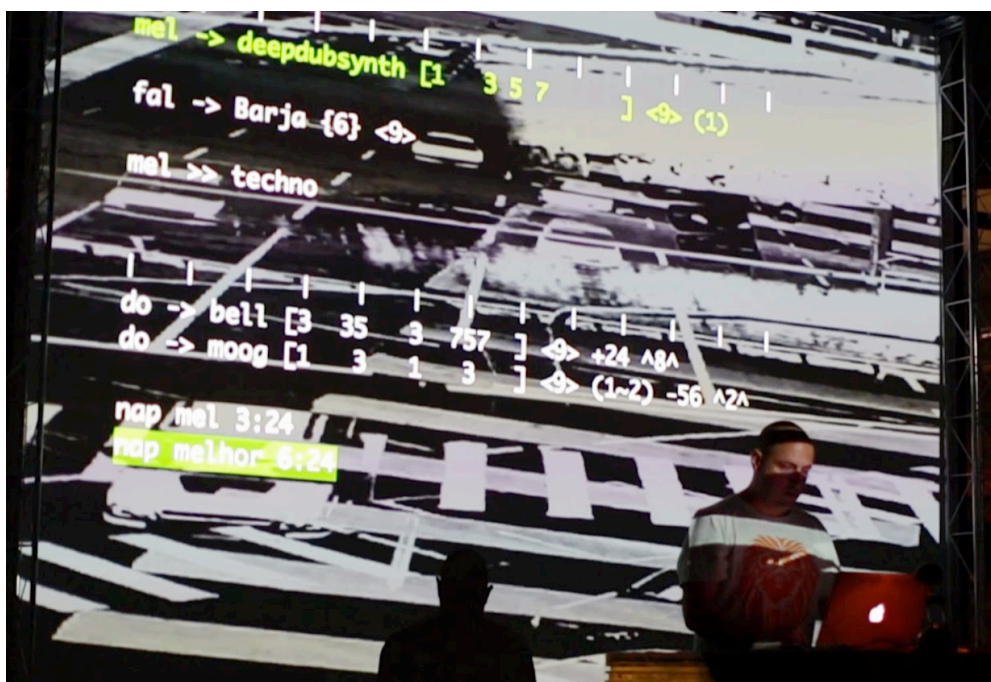 mel -> deepdubsynth [1   3 5 7      ] <9> (1)
fal -> Barja {6} <9>
mel >> techno
do -> bell [3  35   3  757  ] <9> +24 ^8^
do -> moog [1   3   1   3   ] <9> (1~2) -56 ^2^
nap mel 3:24
nap melhor 6:24